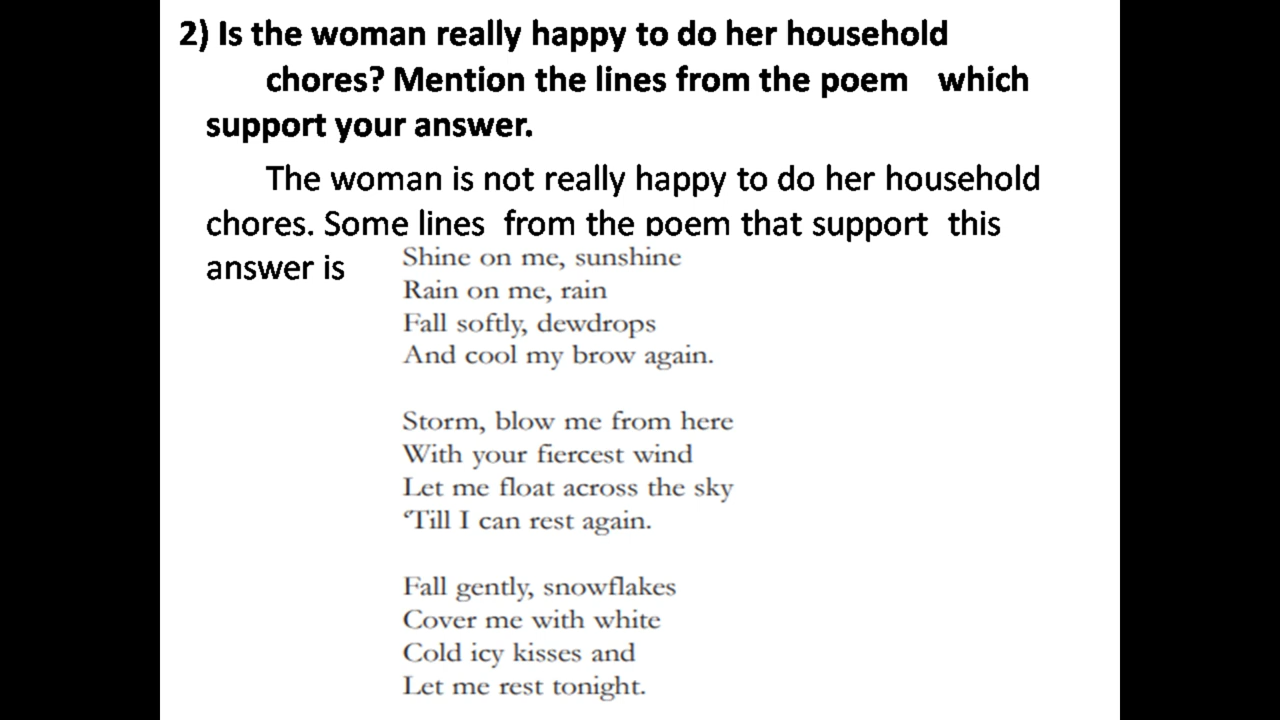 2) Is the woman really happy to do her household
chores? Mention the lines from the poem which
support your answer.
The woman is not really happy to do her household
chores. Some lines from the poem that support this
answer is
Shine on me, sunshine
Rain on me, rain
Fall softly, dewdrops
And cool my brow again.
Storm, blow me from here
With your fiercest wind
Let me float across the sky
‘Till I can rest again.
Fall gently, snowflakes
Cover me with white
Cold icy kisses and
Let me rest tonight.